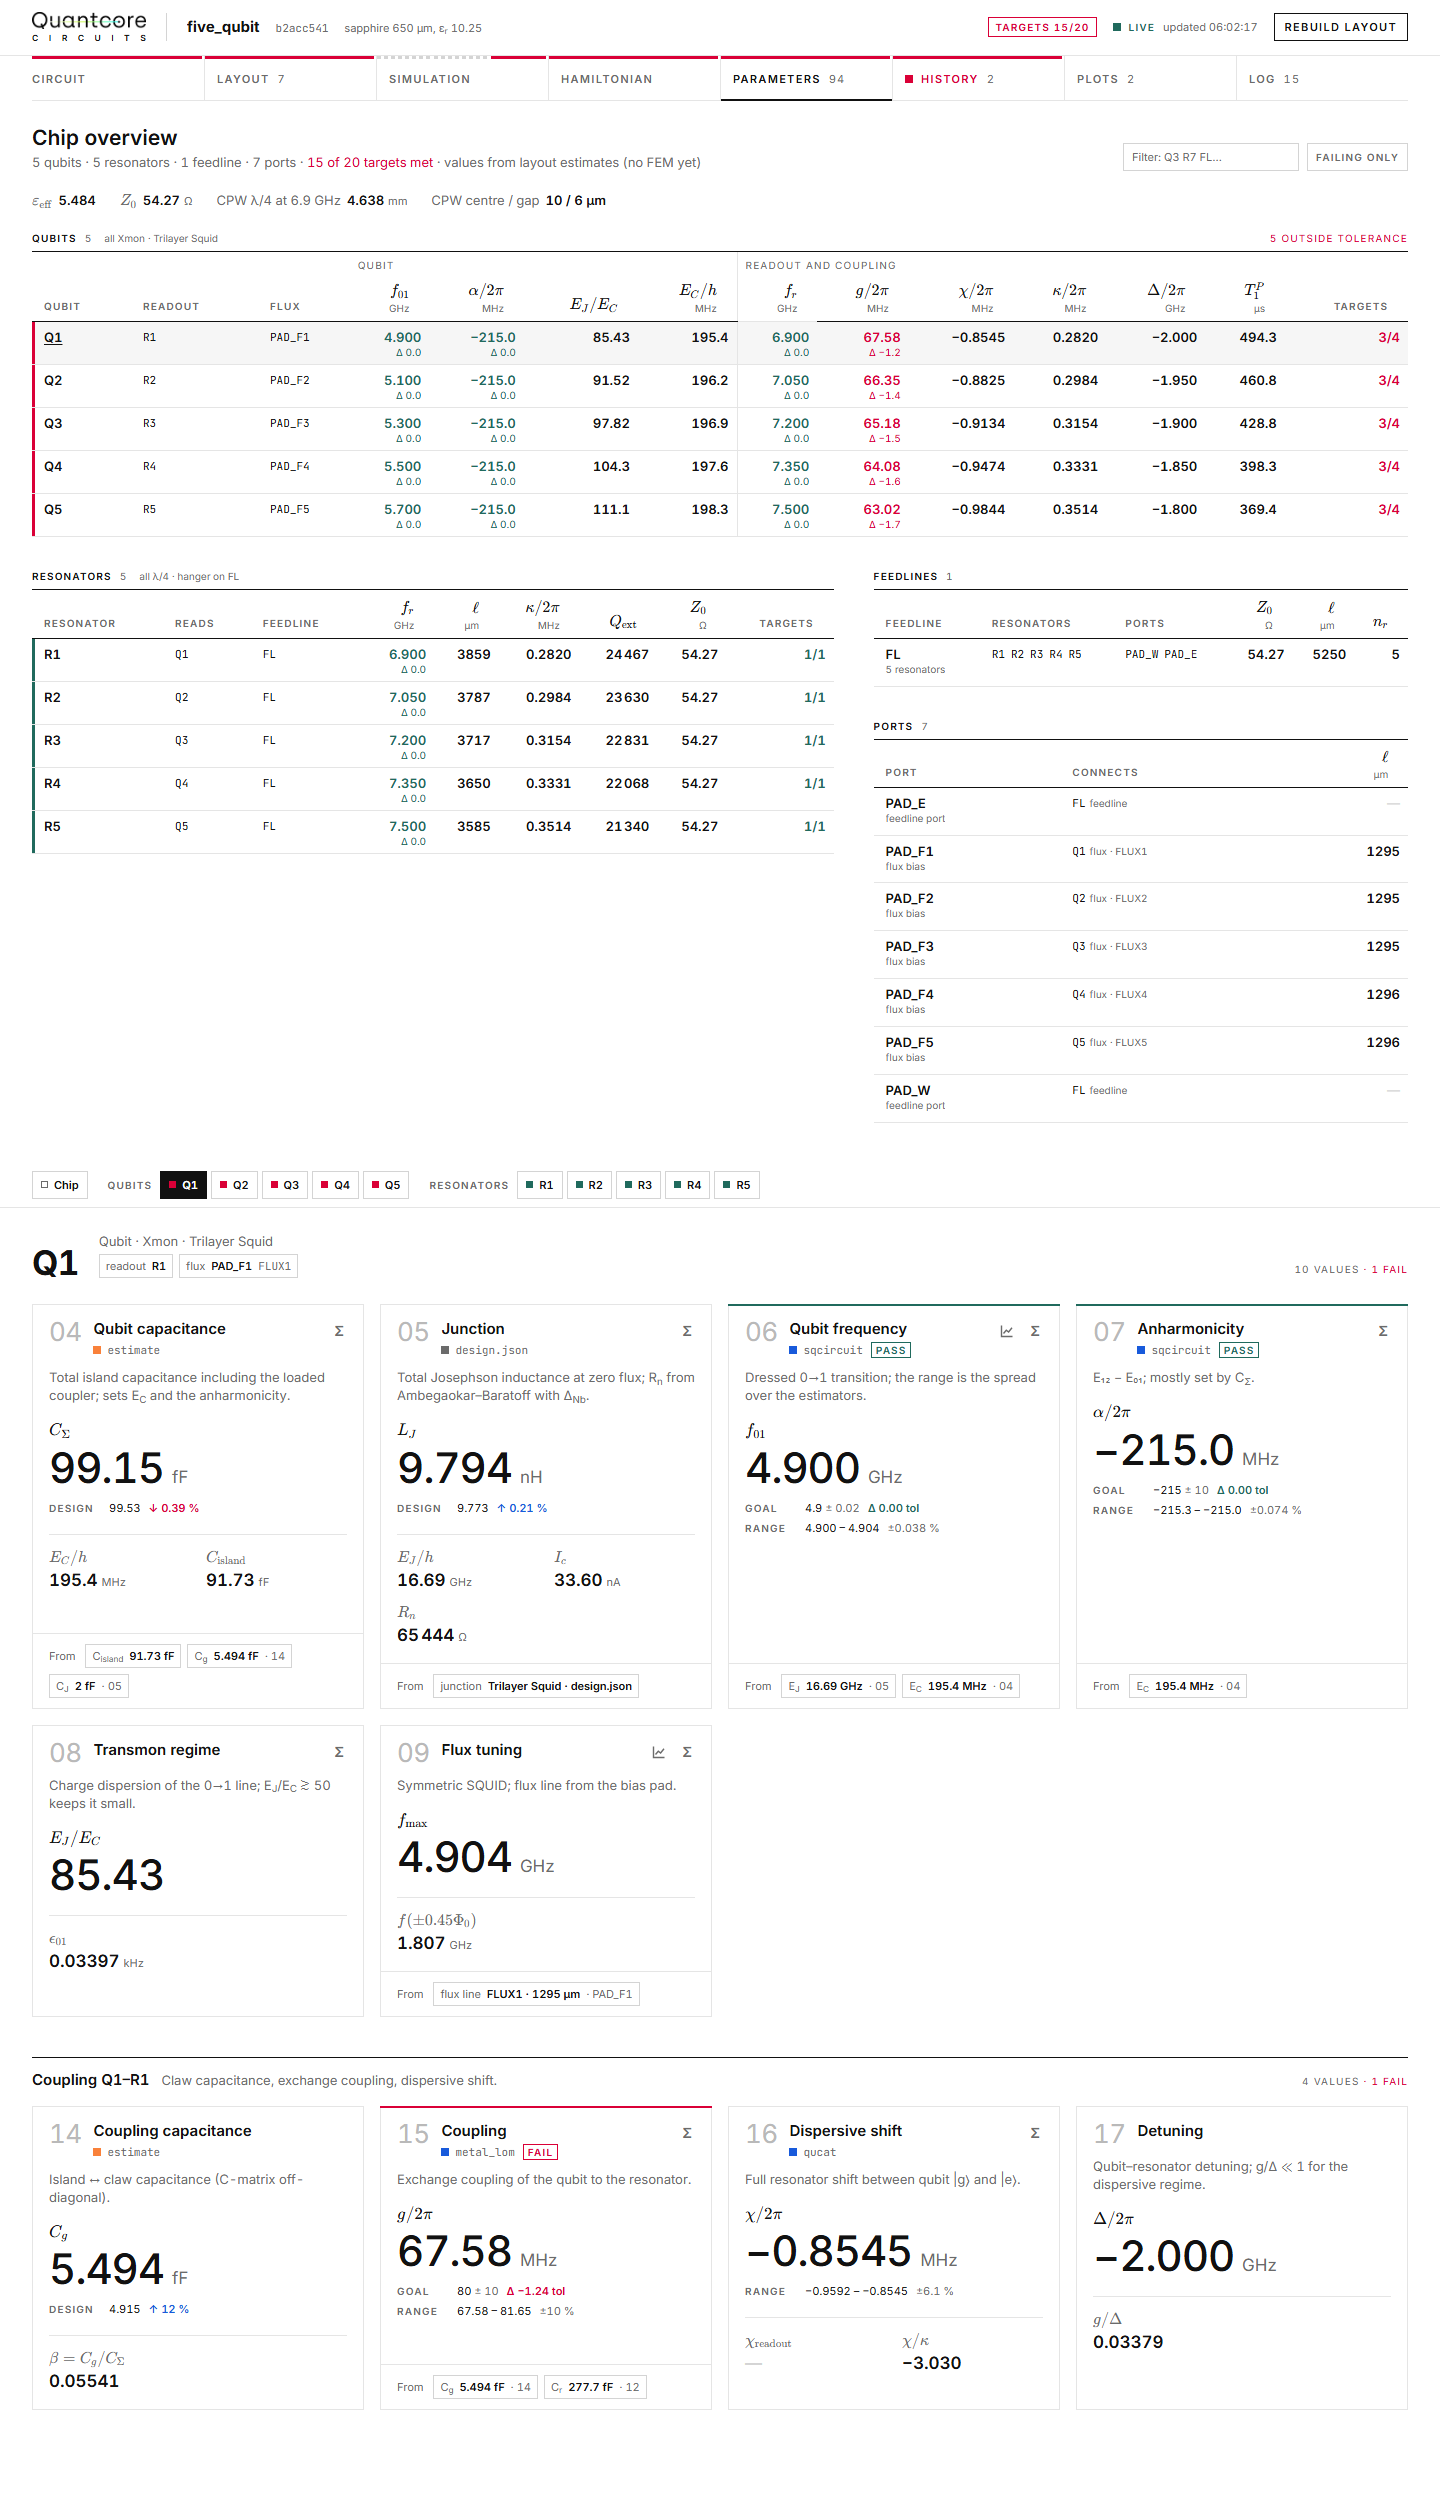 Quantcore
CIRCUITS
five_qubit b2acc541 sapphire 650 µm, εr 10.25
TARGETS 15/20 LIVE updated 06:02:17 REBUILD LAYOUT
CIRCUIT LAYOUT 7 SIMULATION HAMILTONIAN PARAMETERS 94 HISTORY 2 PLOTS 2 LOG 15
Chip overview
5 qubits · 5 resonators · 1 feedline · 7 ports · 15 of 20 targets met · values from layout estimates (no FEM yet)
Filter: Q3 R7 FL... FAILING ONLY
εeff 5.484 Z0 54.27 Ω CPW λ/4 at 6.9 GHz 4.638 mm CPW centre / gap 10 / 6 µm
QUBITS 5 all Xmon · Trilayer Squid 5 OUTSIDE TOLERANCE
QUBIT READOUT AND COUPLING
QUBIT READOUT FLUX f01 GHz α/2π MHz EJ/EC EC/h MHz fr GHz g/2π MHz χ/2π MHz κ/2π MHz Δ/2π GHz T1P µs TARGETS
Q1 R1 PAD_F1 4.900 −215.0 85.43 195.4 6.900 67.58 −0.8545 0.2820 −2.000 494.3 3/4
Δ 0.0 Δ 0.0 Δ 0.0 Δ −1.2
Q2 R2 PAD_F2 5.100 −215.0 91.52 196.2 7.050 66.35 −0.8825 0.2984 −1.950 460.8 3/4
Δ 0.0 Δ 0.0 Δ 0.0 Δ −1.4
Q3 R3 PAD_F3 5.300 −215.0 97.82 196.9 7.200 65.18 −0.9134 0.3154 −1.900 428.8 3/4
Δ 0.0 Δ 0.0 Δ 0.0 Δ −1.5
Q4 R4 PAD_F4 5.500 −215.0 104.3 197.6 7.350 64.08 −0.9474 0.3331 −1.850 398.3 3/4
Δ 0.0 Δ 0.0 Δ 0.0 Δ −1.6
Q5 R5 PAD_F5 5.700 −215.0 111.1 198.3 7.500 63.02 −0.9844 0.3514 −1.800 369.4 3/4
Δ 0.0 Δ 0.0 Δ 0.0 Δ −1.7
RESONATORS 5 all λ/4 · hanger on FL
RESONATOR READS FEEDLINE fr GHz ℓ µm κ/2π MHz Qext Z0 Ω TARGETS
R1 Q1 FL 6.900 3859 0.2820 24467 54.27 1/1
Δ 0.0
R2 Q2 FL 7.050 3787 0.2984 23630 54.27 1/1
Δ 0.0
R3 Q3 FL 7.200 3717 0.3154 22831 54.27 1/1
Δ 0.0
R4 Q4 FL 7.350 3650 0.3331 22068 54.27 1/1
Δ 0.0
R5 Q5 FL 7.500 3585 0.3514 21340 54.27 1/1
Δ 0.0
FEEDLINES 1
FEEDLINE RESONATORS PORTS Z0 Ω ℓ µm nr
FL R1 R2 R3 R4 R5 PAD_W PAD_E 54.27 5250 5
5 resonators
PORTS 7
PORT CONNECTS ℓ µm
PAD_E FL feedline —
feedline port
PAD_F1 Q1 flux · FLUX1 1295
flux bias
PAD_F2 Q2 flux · FLUX2 1295
flux bias
PAD_F3 Q3 flux · FLUX3 1295
flux bias
PAD_F4 Q4 flux · FLUX4 1296
flux bias
PAD_F5 Q5 flux · FLUX5 1296
flux bias
PAD_W FL feedline —
feedline port
Chip QUBITS Q1 Q2 Q3 Q4 Q5 RESONATORS R1 R2 R3 R4 R5
Q1 Qubit · Xmon · Trilayer Squid
readout R1 flux PAD_F1 FLUX1 10 VALUES · 1 FAIL
04 Qubit capacitance Σ
estimate
Total island capacitance including the loaded
coupler; sets EC and the anharmonicity.
CΣ
99.15 fF
DESIGN 99.53 ↓ 0.39 %
EC/h Cisland
195.4 MHz 91.73 fF
From Cisland 91.73 fF Cg 5.494 fF · 14
CJ 2 fF · 05
05 Junction Σ
design.json
Total Josephson inductance at zero flux; Rn from
Ambegaokar–Baratoff with ΔNb.
LJ
9.794 nH
DESIGN 9.773 ↑ 0.21 %
EJ/h Ic
16.69 GHz 33.60 nA
Rn
65444 Ω
From junction Trilayer Squid · design.json
06 Qubit frequency Σ
sqcircuit PASS
Dressed 0→1 transition; the range is the spread
over the estimators.
f01
4.900 GHz
GOAL 4.9 ± 0.02 Δ 0.00 tol
RANGE 4.900 – 4.904 ±0.038 %
From EJ 16.69 GHz · 05 EC 195.4 MHz · 04
07 Anharmonicity Σ
sqcircuit PASS
E₁₂ − E₀₁; mostly set by CΣ.
α/2π
−215.0 MHz
GOAL −215 ± 10 Δ 0.00 tol
RANGE −215.3 – −215.0 ±0.074 %
From EC 195.4 MHz · 04
08 Transmon regime Σ
Charge dispersion of the 0→1 line; EJ/EC ≳ 50
keeps it small.
EJ/EC
85.43
ϵ01
0.03397 kHz
09 Flux tuning Σ
Symmetric SQUID; flux line from the bias pad.
fmax
4.904 GHz
f(±0.45Φ0)
1.807 GHz
From flux line FLUX1 · 1295 µm · PAD_F1
Coupling Q1–R1 Claw capacitance, exchange coupling, dispersive shift. 4 VALUES · 1 FAIL
14 Coupling capacitance
estimate
Island ↔ claw capacitance (C-matrix off-
diagonal).
Cg
5.494 fF
DESIGN 4.915 ↑ 12 %
β = Cg/CΣ
0.05541
15 Coupling Σ
metal_lom FAIL
Exchange coupling of the qubit to the resonator.
g/2π
67.58 MHz
GOAL 80 ± 10 Δ −1.24 tol
RANGE 67.58 – 81.65 ±10 %
From Cg 5.494 fF · 14 Cr 277.7 fF · 12
16 Dispersive shift Σ
qucat
Full resonator shift between qubit |g⟩ and |e⟩.
χ/2π
−0.8545 MHz
RANGE −0.9592 – −0.8545 ±6.1 %
χreadout χ/κ
— −3.030
17 Detuning
Qubit–resonator detuning; g/Δ ≪ 1 for the
dispersive regime.
Δ/2π
−2.000 GHz
g/Δ
0.03379